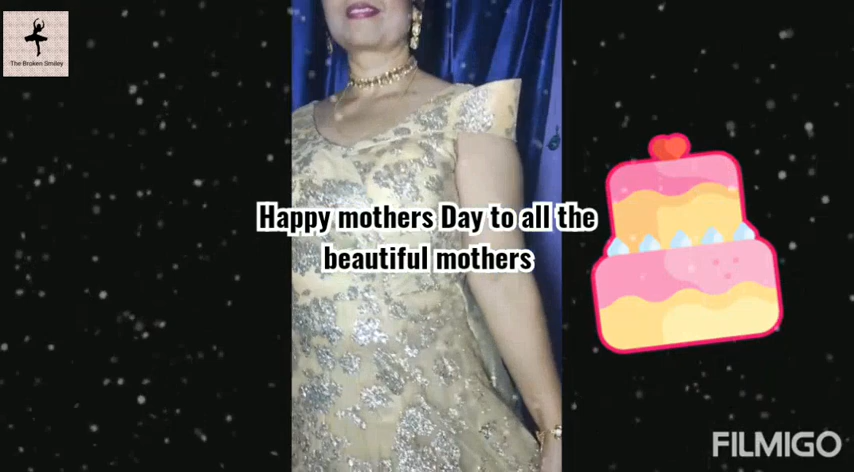 The Broken Smiley
Happy mothers Day to all the
beautiful mothers
FILMIGO